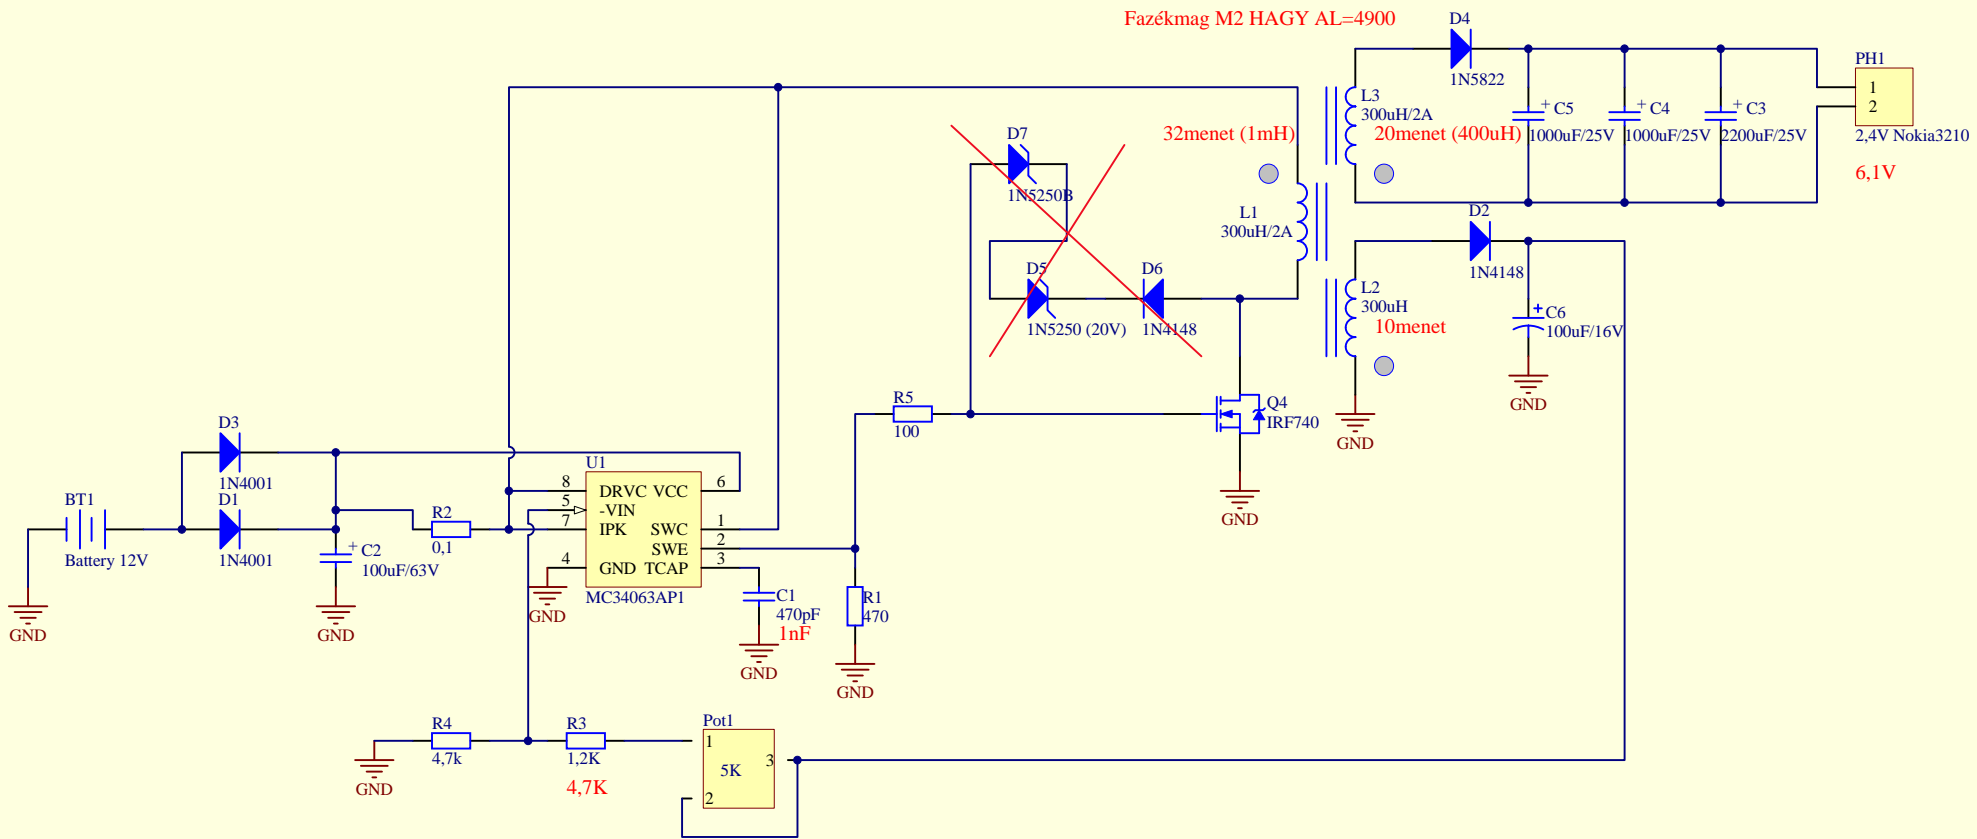 Fazékmag M2 HAGY AL=4900
D4
1N5822
PH1
1
2
2,4V Nokia3210
6,1V
L3
300uH/2A
32menet (1mH)
20menet (400uH)
+ C5
1000uF/25V
+ C4
1000uF/25V
+ C3
2200uF/25V
D7
1N5250B
L1
300uH/2A
D2
1N4148
D5
1N5250 (20V)
D6
1N4148
L2
300uH
10menet
+ C6
100uF/16V
GND
GND
R5
100
Q4
IRF740
GND
D3
1N4001
D1
1N4001
BT1
Battery 12V
GND
+ C2
100uF/63V
GND
R2
0,1
U1
8 DRVC VCC 6
5 -VIN
7 IPK SWC 1
SWE 2
4 GND TCAP 3
MC34063AP1
GND
C1
470pF
1nF
GND
R1
470
GND
R4
4,7k
GND
R3
1,2K
4,7K
Pot1
1
5K 3
2